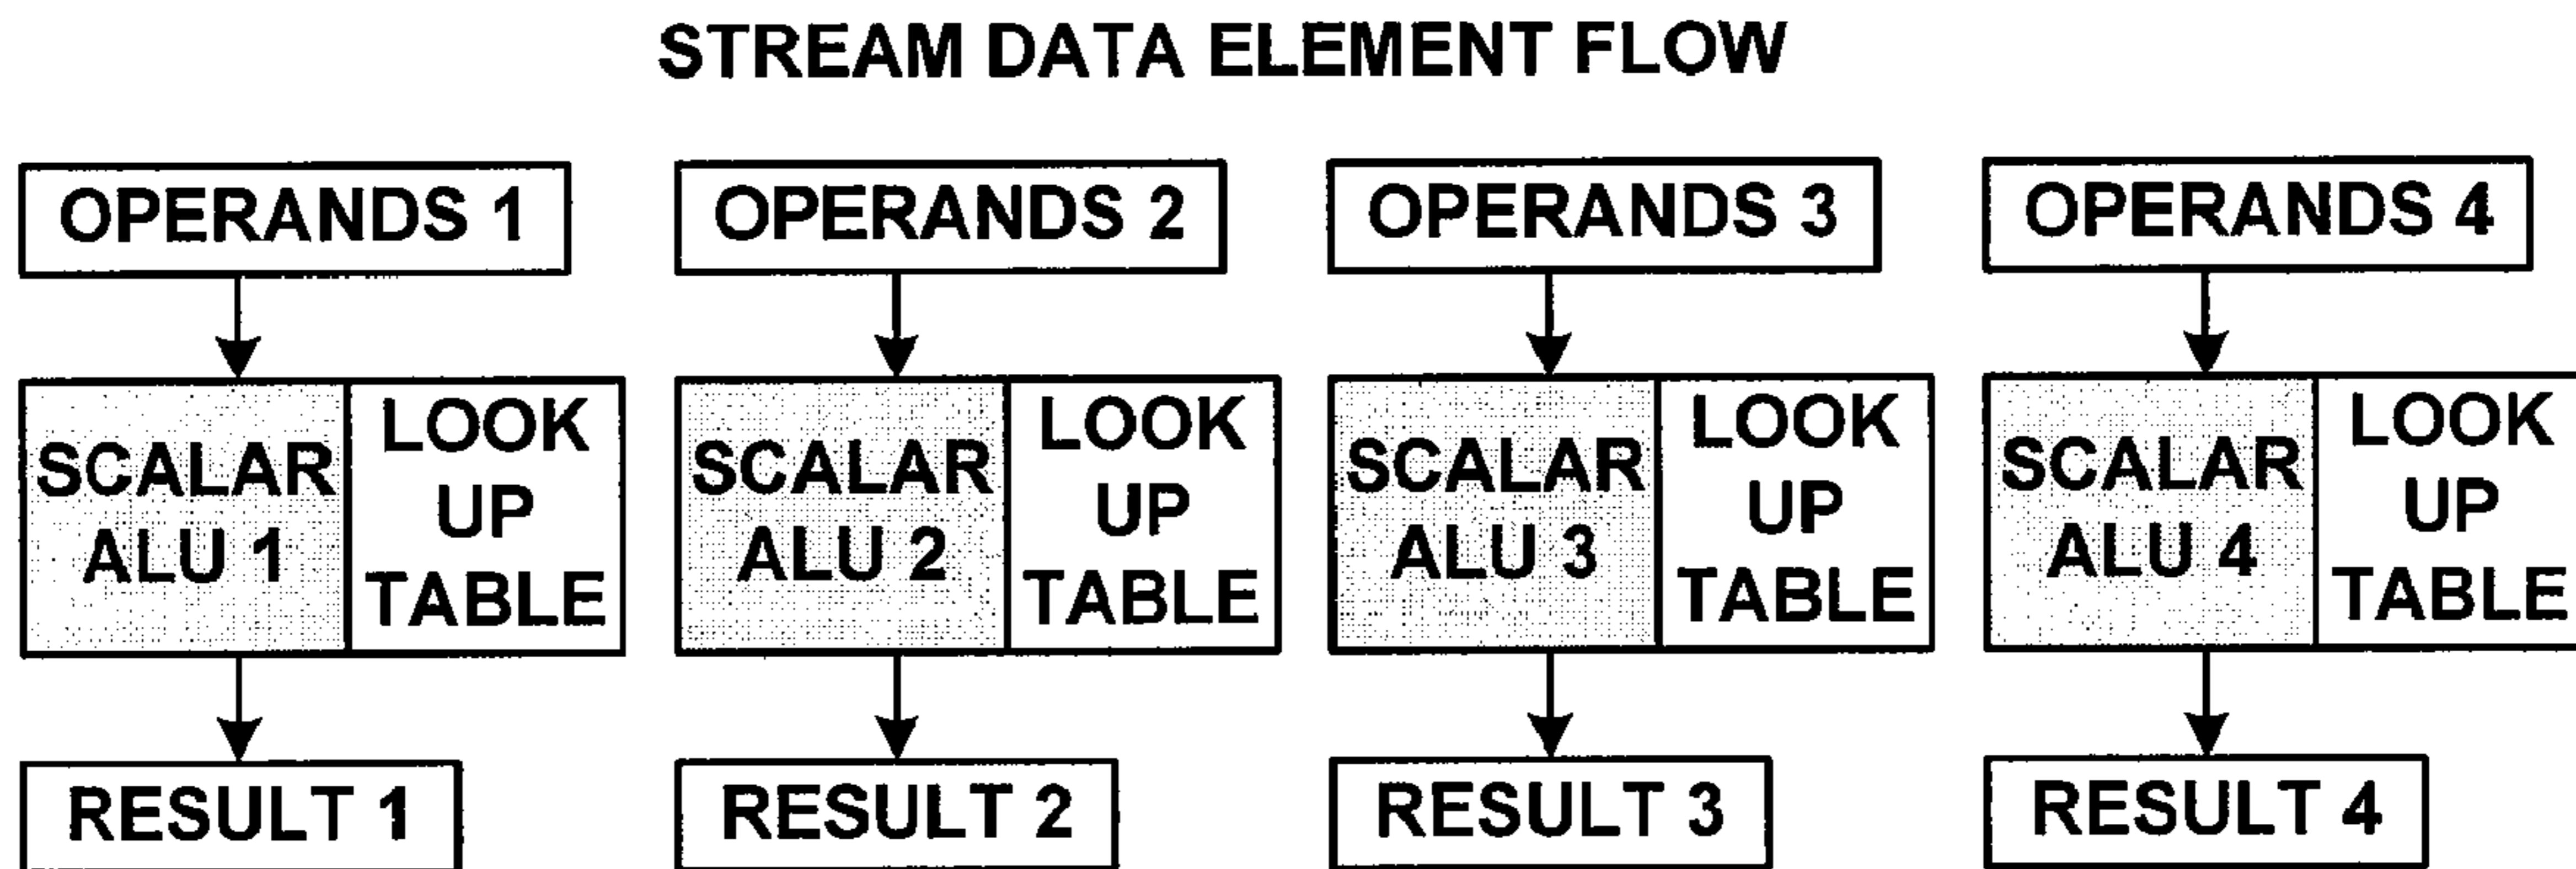 STREAM DATA ELEMENT FLOW
OPERANDS 1
OPERANDS 2
OPERANDS 3
OPERANDS 4
SCALAR
ALU 1
LOOK
UP
TABLE
SCALAR
ALU 2
LOOK
UP
TABLE
SCALAR
ALU 3
LOOK
UP
TABLE
SCALAR
ALU 4
LOOK
UP
TABLE
RESULT 1
RESULT 2
RESULT 3
RESULT 4